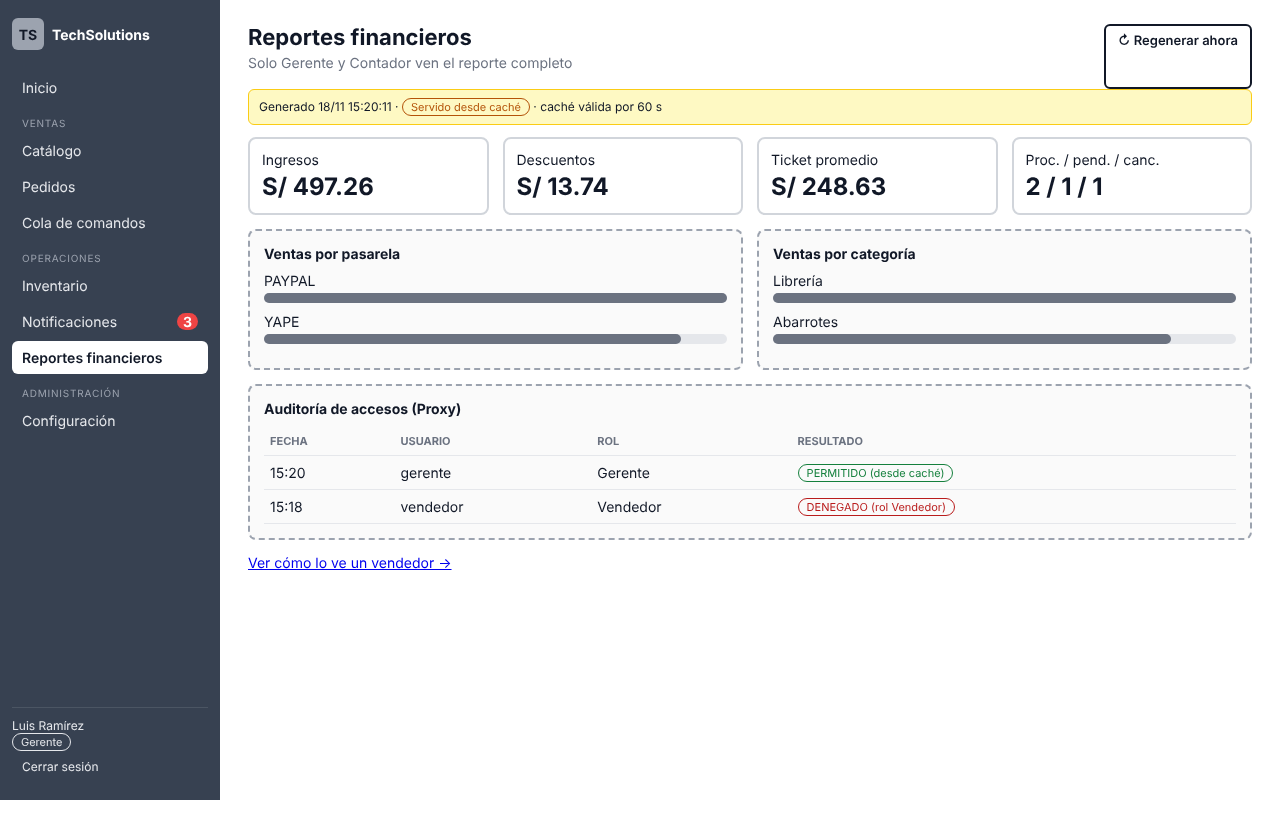 TS TechSolutions
Inicio
VENTAS
Catálogo
Pedidos
Cola de comandos
OPERACIONES
Inventario
Notificaciones 3
Reportes financieros
ADMINISTRACIÓN
Configuración
Luis Ramírez
Gerente
Cerrar sesión
Reportes financieros
Solo Gerente y Contador ven el reporte completo
↻ Regenerar ahora
Generado 18/11 15:20:11 · Servido desde caché · caché válida por 60 s
Ingresos
S/ 497.26
Descuentos
S/ 13.74
Ticket promedio
S/ 248.63
Proc. / pend. / canc.
2 / 1 / 1
Ventas por pasarela
PAYPAL
YAPE
Ventas por categoría
Librería
Abarrotes
Auditoría de accesos (Proxy)
FECHA USUARIO ROL RESULTADO
15:20 gerente Gerente PERMITIDO (desde caché)
15:18 vendedor Vendedor DENEGADO (rol Vendedor)
Ver cómo lo ve un vendedor →